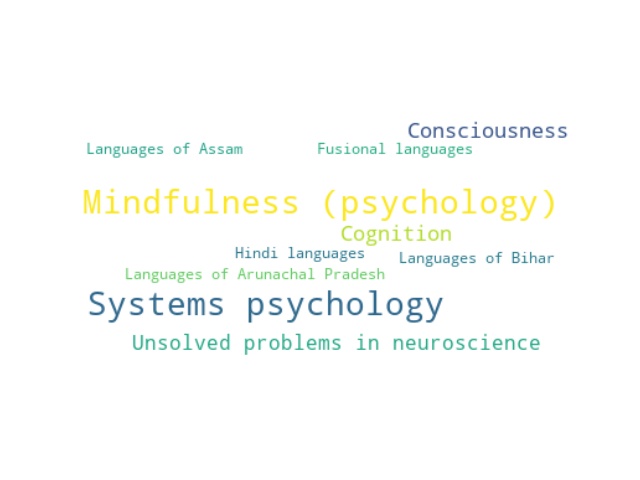 Consciousness
Languages of Assam
Fusional languages
Mindfulness (psychology)
Cognition
Hindi languages
Languages of Bihar
Languages of Arunachal Pradesh
Systems psychology
Unsolved problems in neuroscience